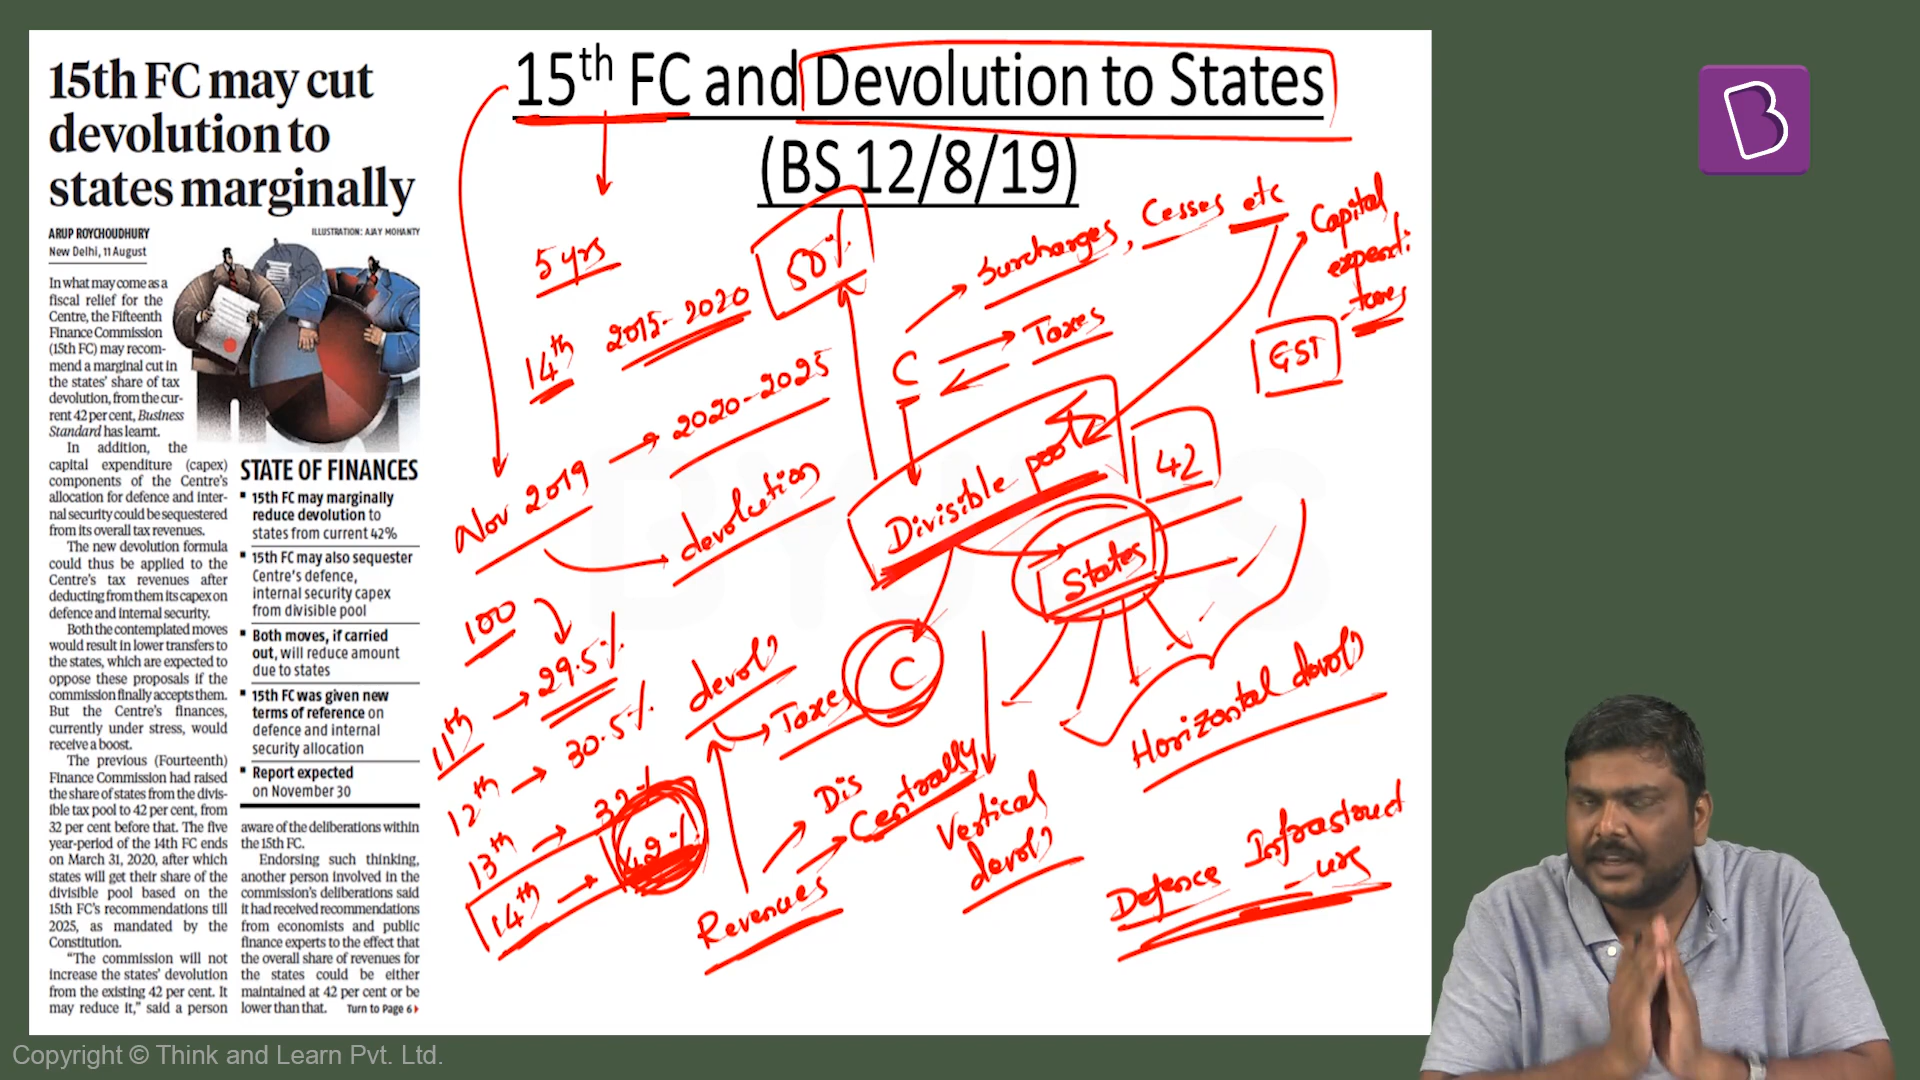 15th FC may cut
devolution to
states marginally
ARUP ROYCHOUDHURY
New Delhi, 11 August
ILLUSTRATION: AJAY MOHANTY
In what may come as a
fiscal relief for the
Centre, the Fifteenth
Finance Commission
(15th FC) may recom-
mend a marginal cut in
the states' share of tax
devolution, from the cur-
rent 42 per cent, Business
Standard has learnt.
In addition, the
capital expenditure (capex)
components of the Centre's
allocation for defence and inter-
nal security could be sequestered
from its overall tax revenues.
The new devolution formula
could thus be applied to the
Centre's tax revenues after
deducting from them its capex on
defence and internal security.
Both the contemplated moves
would result in lower transfers to
the states, which are expected to
oppose these proposals if the
commission finally accepts them.
But the Centre's finances,
currently under stress, would
receive a boost.
The previous (Fourteenth)
Finance Commission had raised
the share of states from the divis-
ible tax pool to 42 per cent, from
32 per cent before that. The five
year-period of the 14th FC ends
on March 31, 2020, after which
states will get their share of the
divisible pool based on the
15th FC's recommendations till
2025, as mandated by the
Constitution.
"The commission will not
increase the states' devolution
from the existing 42 per cent. It
may reduce it," said a person
STATE OF FINANCES
15th FC may marginally
reduce devolution to
states from current 42%
15th FC may also sequester
Centre's defence,
internal security capex
from divisible pool
Both moves, if carried
out, will reduce amount
due to states
15th FC was given new
terms of reference on
defence and internal
security allocation
Report expected
on November 30
aware of the deliberations within
the 15th FC.
Endorsing such thinking,
another person involved in the
commission's deliberations said
it had received recommendations
from economists and public
finance experts to the effect that
the overall share of revenues for
the states could be either
maintained at 42 per cent or be
lower than that. Turn to Page 6
15th FC and Devolution to States
(BS 12/8/19)
5 yrs
50%
Surcharges, Cesses etc
Capital
expendi
-tures
14th 2015-2020
C
Taxes
GST
2020-2025
Nov 2019
devolution
Divisible pool
42
States
100
11th → 29.5%
12th → 30.5%
13th → 32%
14th → 42%
devoln
Taxes
C
Horizontal devoln
Dis
Centrally
Revenues
Vertical
devoln
Defence Infrastruct
-ure
B
Copyright © Think and Learn Pvt. Ltd.